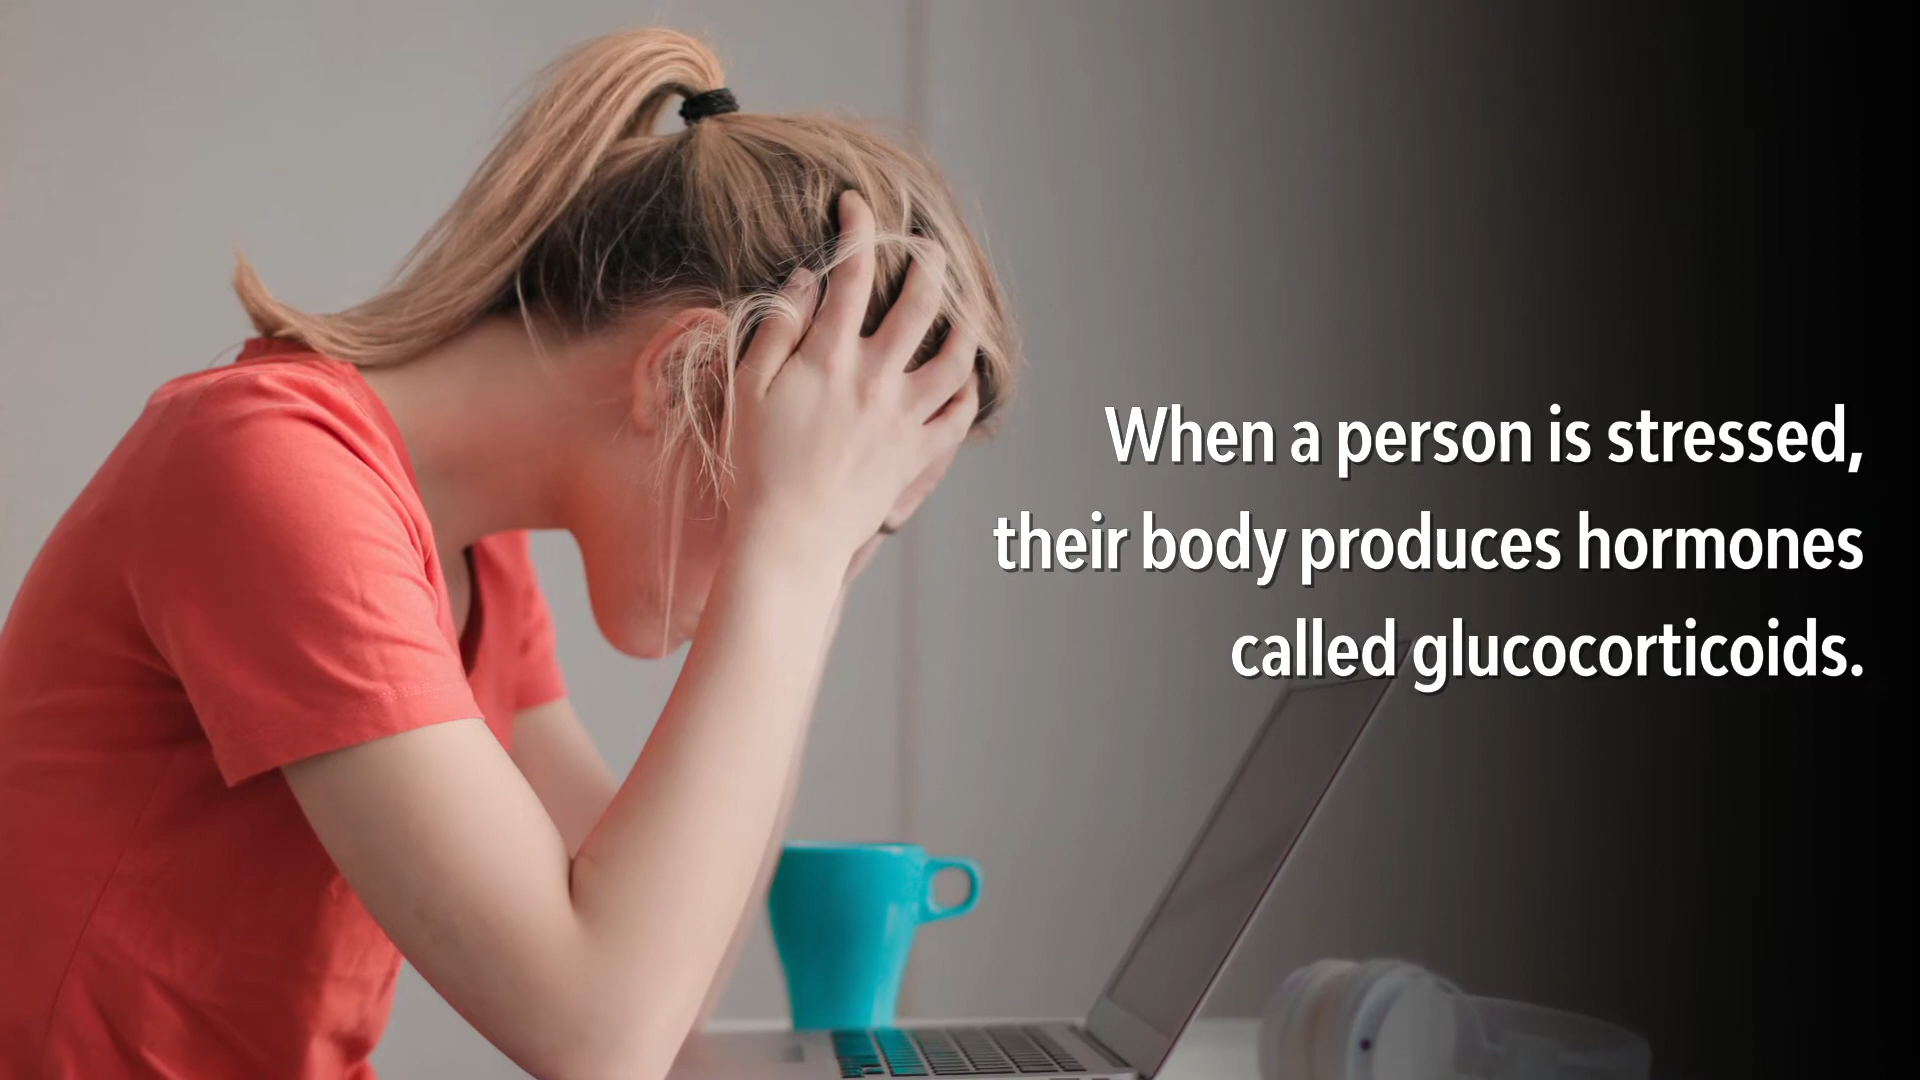 When a person is stressed,
their body produces hormones
called glucocorticoids.